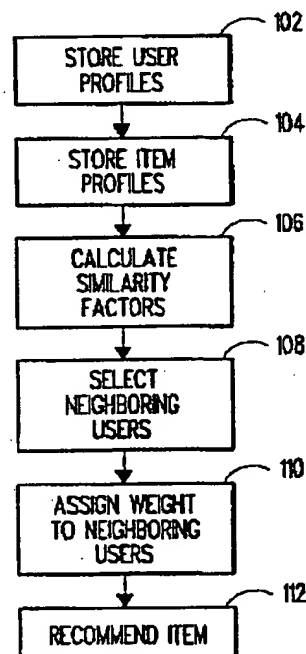 102
STORE USER
PROFILES
104
STORE ITEM
PROFILES
106
CALCULATE
SIMILARITY
FACTORS
108
SELECT
NEIGHBORING
USERS
110
ASSIGN WEIGHT
TO NEIGHBORING
USERS
112
RECOMMEND ITEM